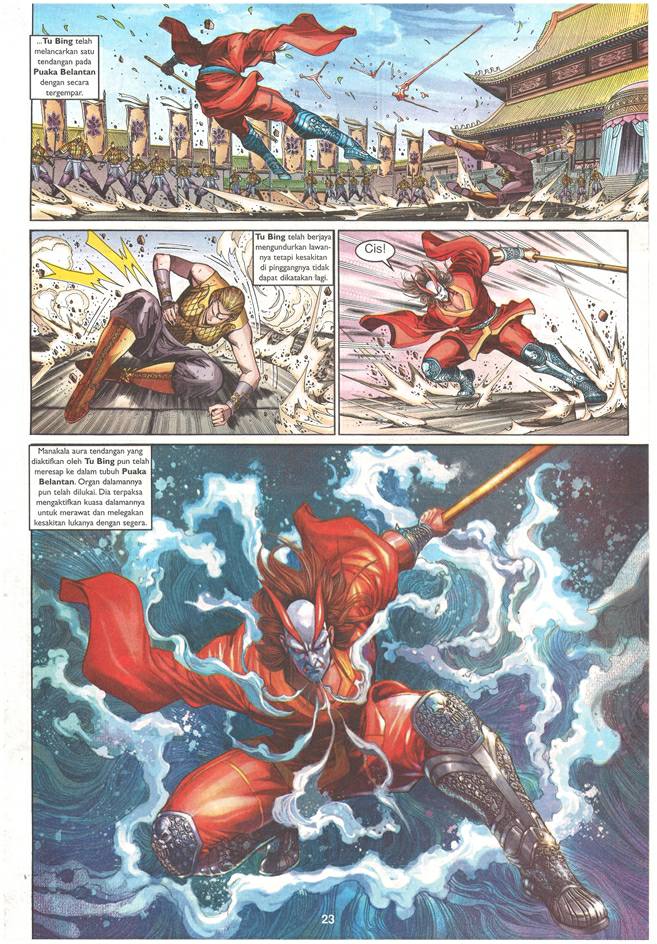 ...Tu Bing telah
melancarkan satu
tendangan pada
Puaka Belantan
dengan secara
tergempar.
Tu Bing telah berjaya
mengundurkan lawan-
nya tetapi kesakitan
di pinggangnya tidak
dapat dikatakan lagi.
Cis!
Manakala aura tendangan yang
diaktifkan oleh Tu Bing pun telah
meresap ke dalam tubuh Puaka
Belantan. Organ dalamannya
pun telah dilukai. Dia terpaksa
mengaktifkan kuasa dalamannya
untuk merawat dan melegakan
kesakitan lukanya dengan segera.
23